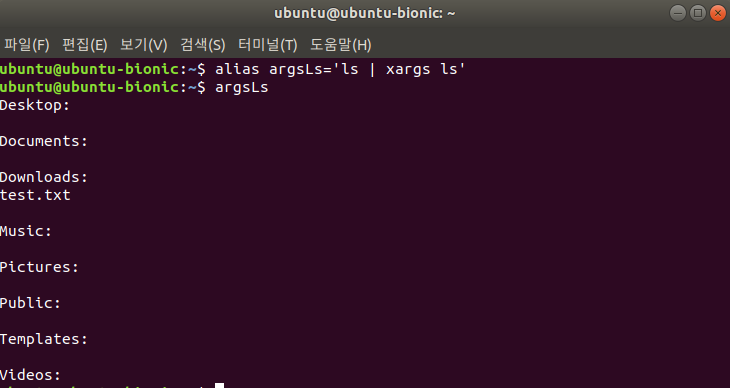 ubuntu@ubuntu-bionic: ~
파일(F) 편집(E) 보기(V) 검색(S) 터미널(T) 도움말(H)
ubuntu@ubuntu-bionic:~$ alias argsLs='ls | xargs ls'
ubuntu@ubuntu-bionic:~$ argsLs
Desktop:
Documents:
Downloads:
test.txt
Music:
Pictures:
Public:
Templates:
Videos: